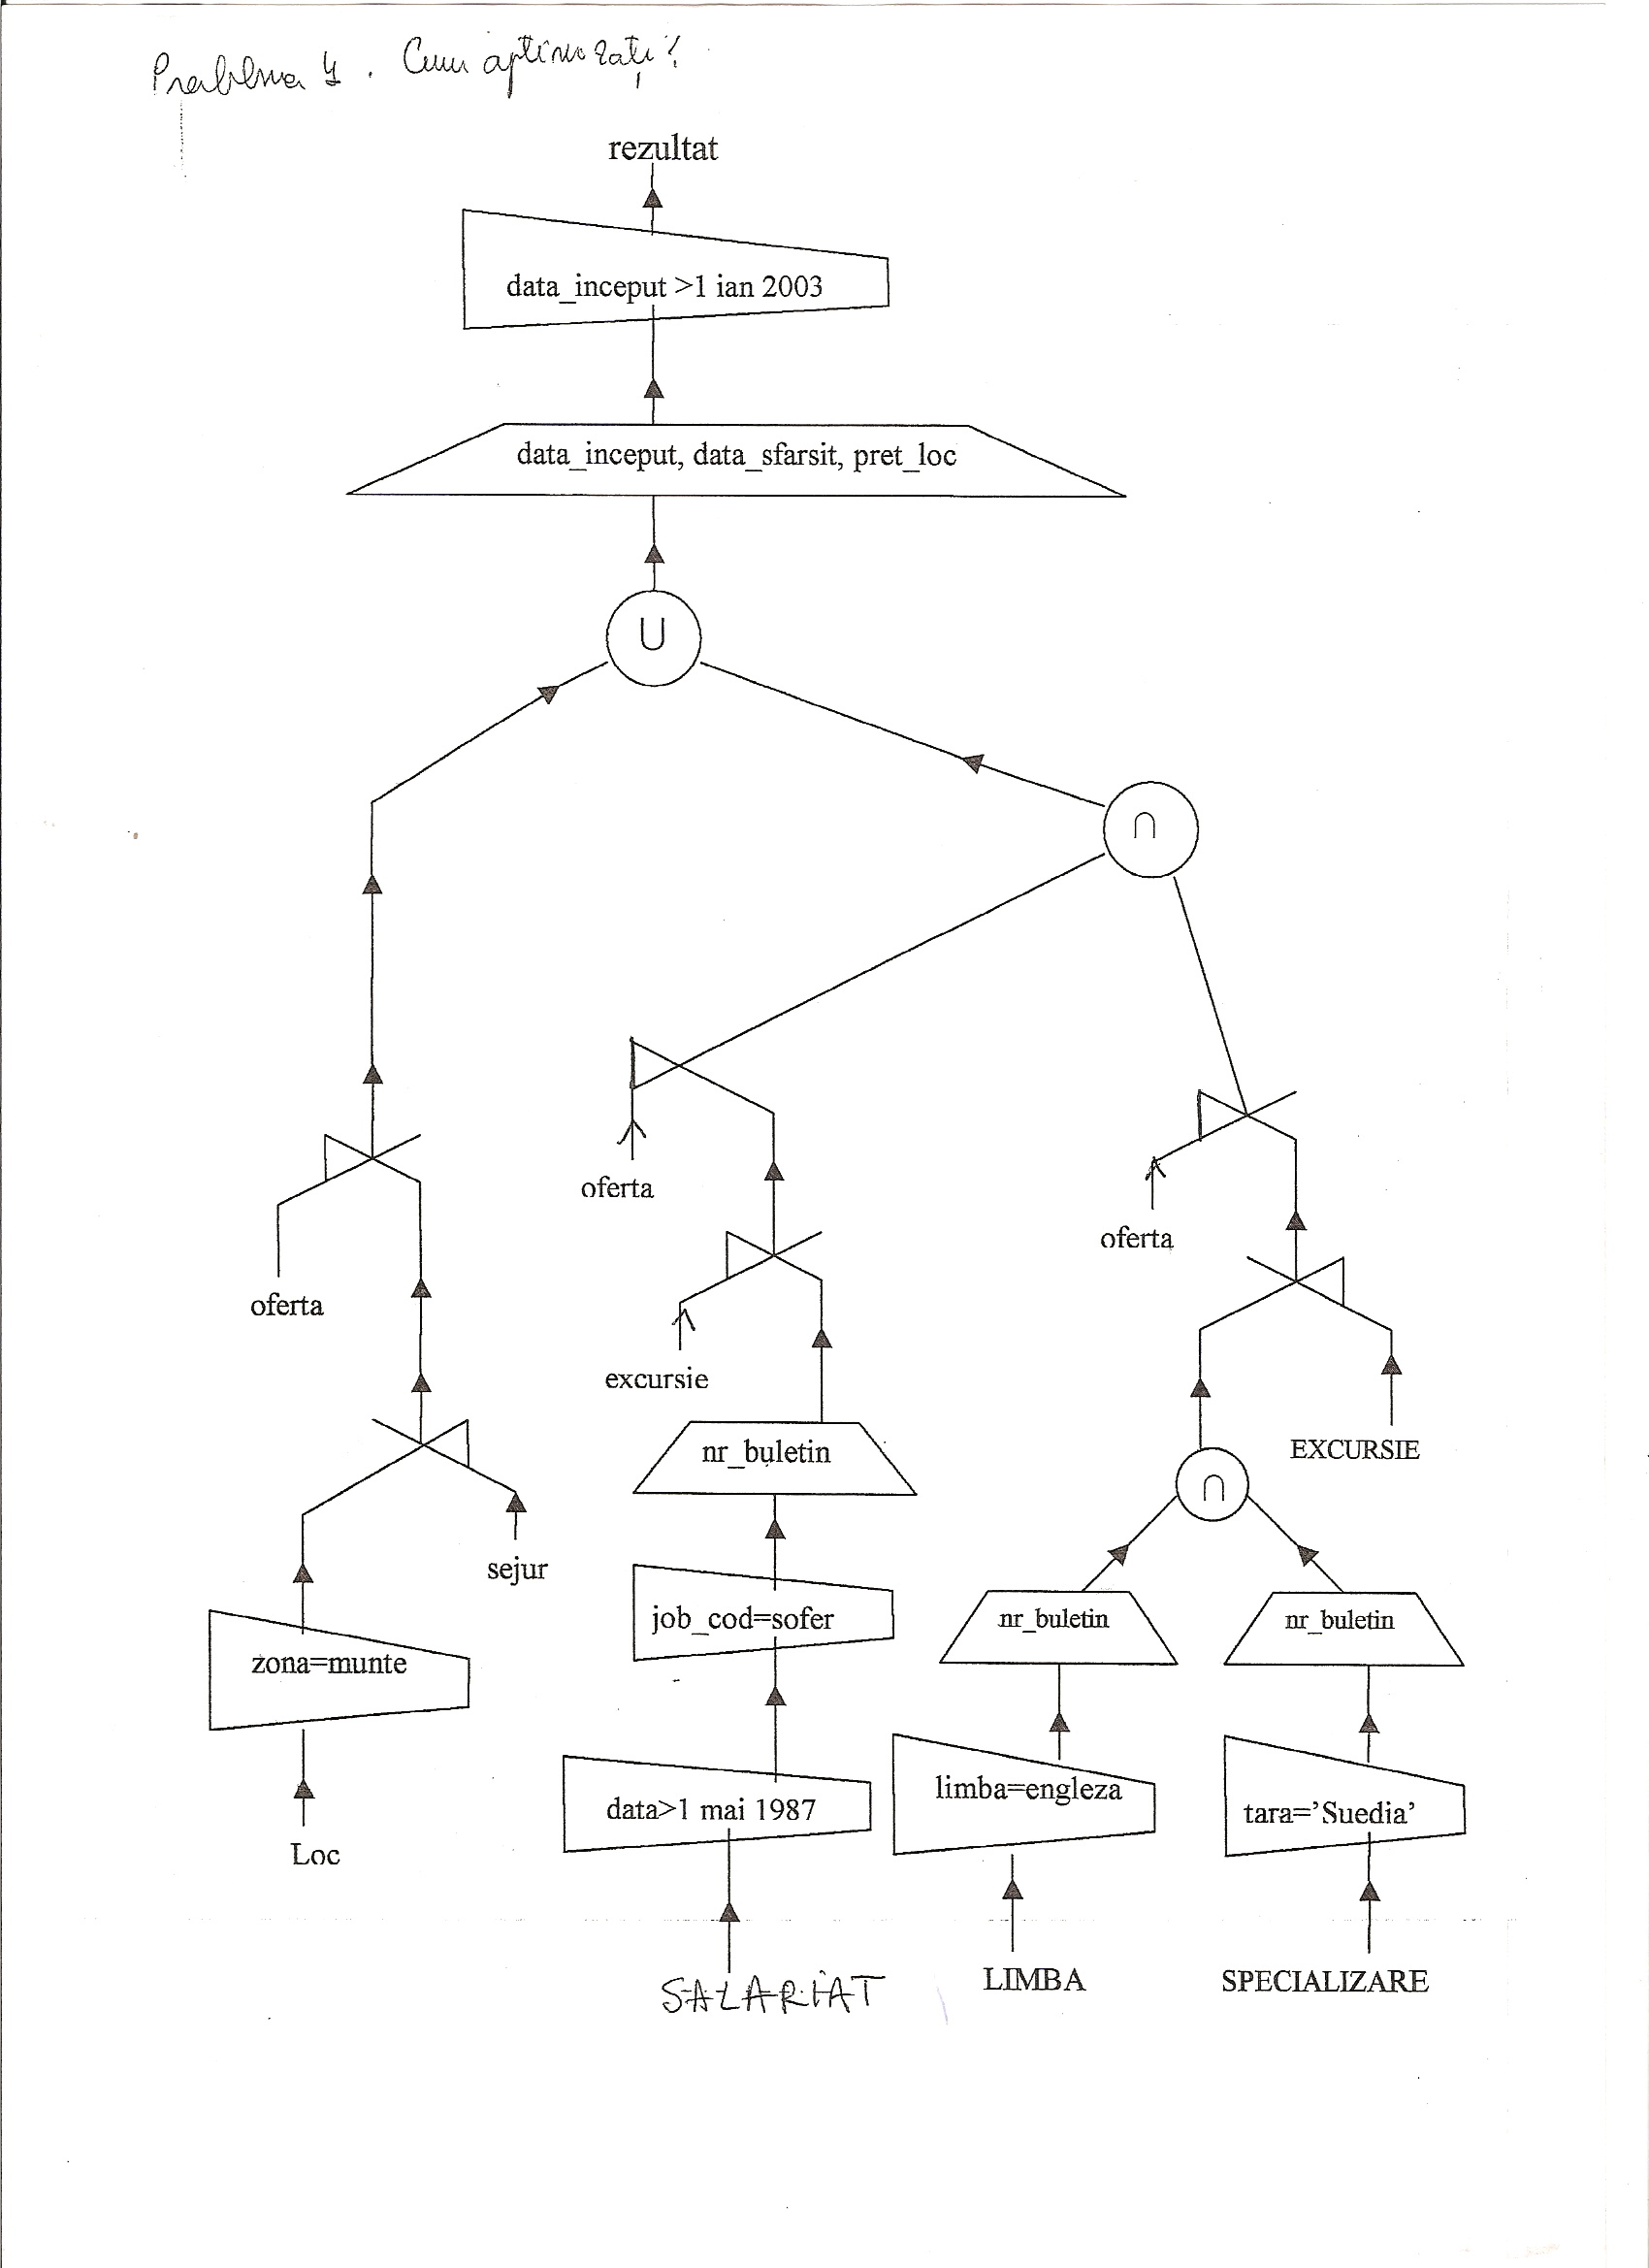 Problema 4. Cum optimizați?
rezultat
data_inceput >1 ian 2003
data_inceput, data_sfarsit, pret_loc
U
∩
oferta
oferta
oferta
excursie
EXCURSIE
nr_buletin
∩
sejur
job_cod=sofer
nr_buletin
nr_buletin
zona=munte
data>1 mai 1987
limba=engleza
tara='Suedia'
Loc
SALARIAT
LIMBA
SPECIALIZARE